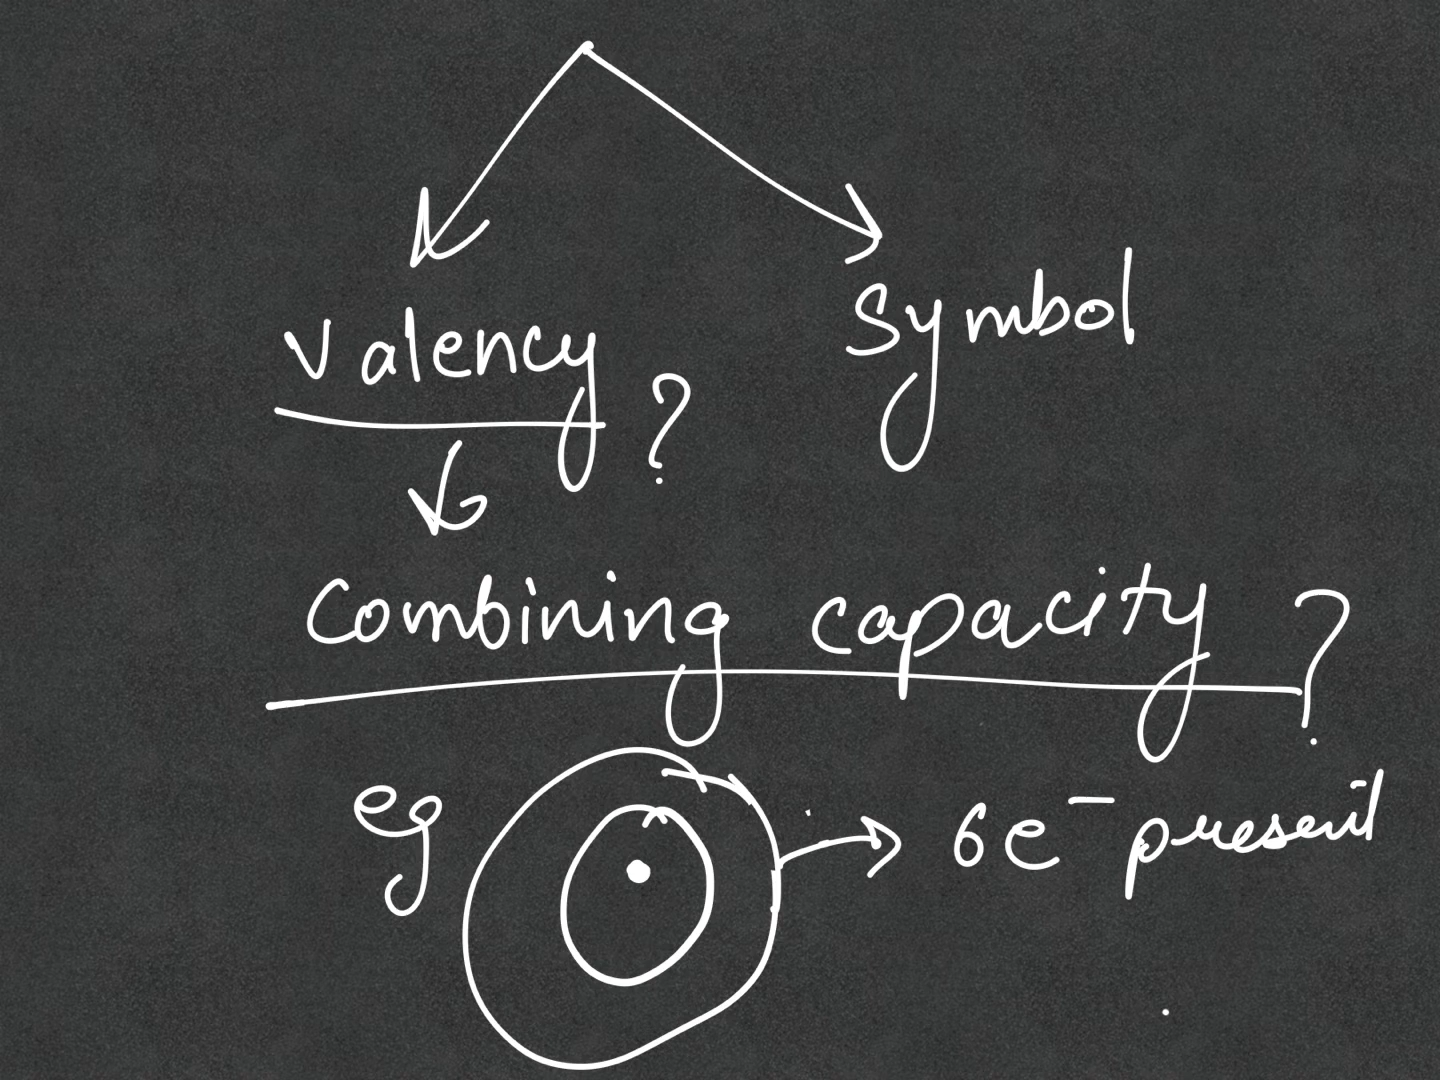 Valency ?
Symbol
Combining capacity ?
eg
6e⁻ present